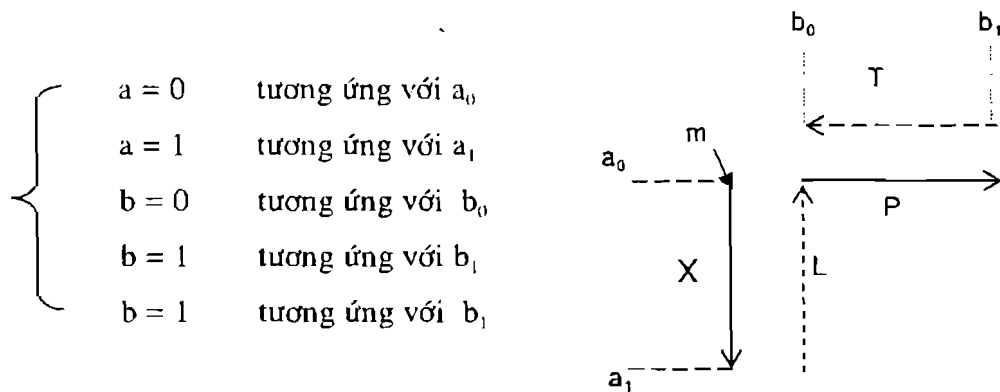 a = 0 tương ứng với a₀
a = 1 tương ứng với a₁
b = 0 tương ứng với b₀
b = 1 tương ứng với b₁
b = 1 tương ứng với b₁
b₀ b₁
T
m
a₀
P
X L
a₁